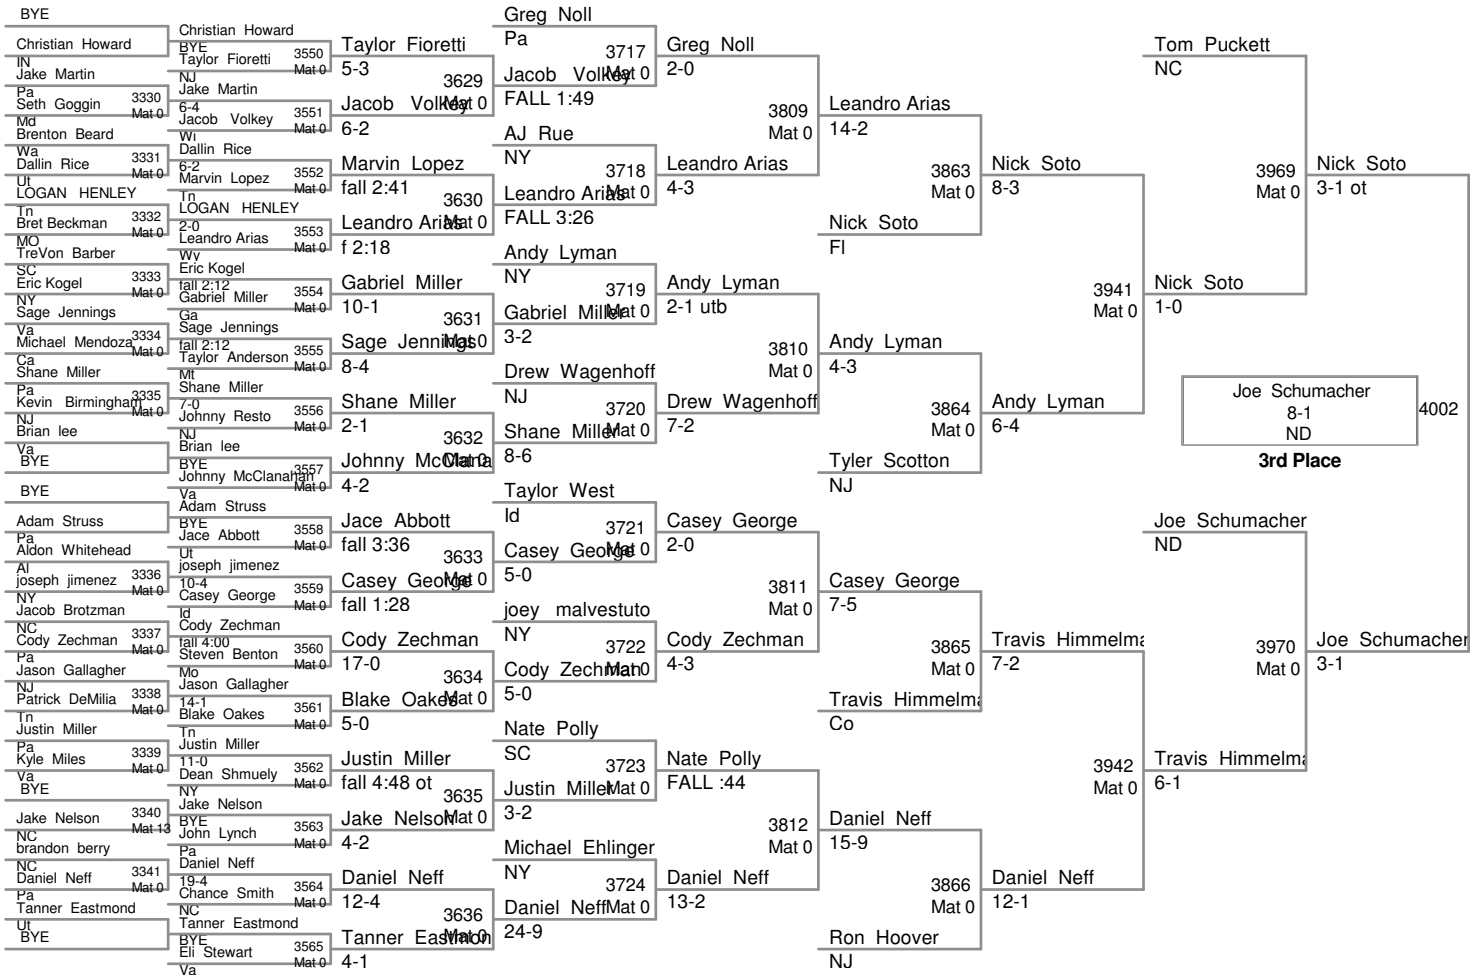 BYE
Christian Howard
IN
Jake Martin
Pa
Seth Goggin
3330
Mat 0
Md
Brenton Beard
Wa
Dallin Rice
3331
Mat 0
Ut
LOGAN HENLEY
Tn
Bret Beckman
3332
Mat 0
MO
TreVon Barber
SC
Eric Kogel
3333
Mat 0
NY
Sage Jennings
Va
Michael Mendoza
3334
Mat 0
Ca
Shane Miller
Pa
Kevin Birmingham
3335
Mat 0
NJ
Brian lee
Va
BYE
BYE
Adam Struss
Pa
Aldon Whitehead
Al
joseph jimenez
3336
Mat 0
NY
Jacob Brotzman
NC
Cody Zechman
3337
Mat 0
Pa
Jason Gallagher
NJ
Patrick DeMilia
3338
Mat 0
Tn
Justin Miller
Pa
Kyle Miles
3339
Mat 0
Va
BYE
Jake Nelson
3340
Mat 13
NC
brandon berry
NC
Daniel Neff
3341
Mat 0
Pa
Tanner Eastmond
Ut
BYE
Christian Howard
BYE
Taylor Fioretti
3550
Mat 0
NJ
Jake Martin
6-4
Jacob Volkey
3551
Mat 0
WI
Dallin Rice
6-2
Marvin Lopez
3552
Mat 0
Tn
LOGAN HENLEY
2-0
Leandro Arias
3553
Mat 0
Wy
Eric Kogel
fall 2:12
Gabriel Miller
3554
Mat 0
Ga
Sage Jennings
fall 2:12
Taylor Anderson
3555
Mat 0
Mt
Shane Miller
7-0
Johnny Resto
3556
Mat 0
NJ
Brian lee
BYE
Johnny McClanahan
3557
Mat 0
Va
Adam Struss
BYE
Jace Abbott
3558
Mat 0
Ut
joseph jimenez
10-4
Casey George
3559
Mat 0
Id
Cody Zechman
fall 4:00
Steven Benton
3560
Mat 0
Mo
Jason Gallagher
14-1
Blake Oakes
3561
Mat 0
Tn
Justin Miller
11-0
Dean Shmuely
3562
Mat 0
NY
Jake Nelson
BYE
John Lynch
3563
Mat 0
Pa
Daniel Neff
19-4
Chance Smith
3564
Mat 0
NC
Tanner Eastmond
BYE
Eli Stewart
3565
Mat 0
Va
Taylor Fioretti
5-3
3629
Mat 0
Jacob Volkey
6-2
Marvin Lopez
fall 2:41
3630
Mat 0
Leandro Arias
f 2:18
Gabriel Miller
10-1
3631
Mat 0
Sage Jennings
8-4
Shane Miller
2-1
3632
Mat 0
Johnny McClana
4-2
Jace Abbott
fall 3:36
3633
Mat 0
Casey George
fall 1:28
Cody Zechman
17-0
3634
Mat 0
Blake Oakes
5-0
Justin Miller
fall 4:48 ot
3635
Mat 0
Jake Nelson
4-2
Daniel Neff
12-4
3636
Mat 0
Tanner Eastmon
4-1
Greg Noll
Pa
3717
Mat 0
Jacob Volkey
FALL 1:49
AJ Rue
NY
3718
Mat 0
Leandro Arias
FALL 3:26
Andy Lyman
NY
3719
Mat 0
Gabriel Miller
3-2
Drew Wagenhoff
NJ
3720
Mat 0
Shane Miller
8-6
Taylor West
Id
3721
Mat 0
Casey George
5-0
joey malvestuto
NY
3722
Mat 0
Cody Zechman
5-0
Nate Polly
SC
3723
Mat 0
Justin Miller
3-2
Michael Ehlinger
NY
3724
Mat 0
Daniel Neff
24-9
Greg Noll
2-0
3809
Mat 0
Leandro Arias
4-3
Andy Lyman
2-1 utb
3810
Mat 0
Drew Wagenhoff
7-2
Casey George
2-0
3811
Mat 0
Cody Zechman
4-3
Nate Polly
FALL :44
3812
Mat 0
Daniel Neff
13-2
Leandro Arias
14-2
3863
Mat 0
Nick Soto
Fl
Andy Lyman
4-3
3864
Mat 0
Tyler Scotton
NJ
Casey George
7-5
3865
Mat 0
Travis Himmelma
Co
Daniel Neff
15-9
3866
Mat 0
Ron Hoover
NJ
Nick Soto
8-3
3941
Mat 0
Andy Lyman
6-4
Travis Himmelma
7-2
3942
Mat 0
Daniel Neff
12-1
Tom Puckett
NC
3969
Mat 0
Nick Soto
1-0
Joe Schumacher
8-1
ND
4002
3rd Place
Joe Schumacher
ND
3970
Mat 0
Travis Himmelma
6-1
Nick Soto
3-1 ot
Joe Schumacher
3-1